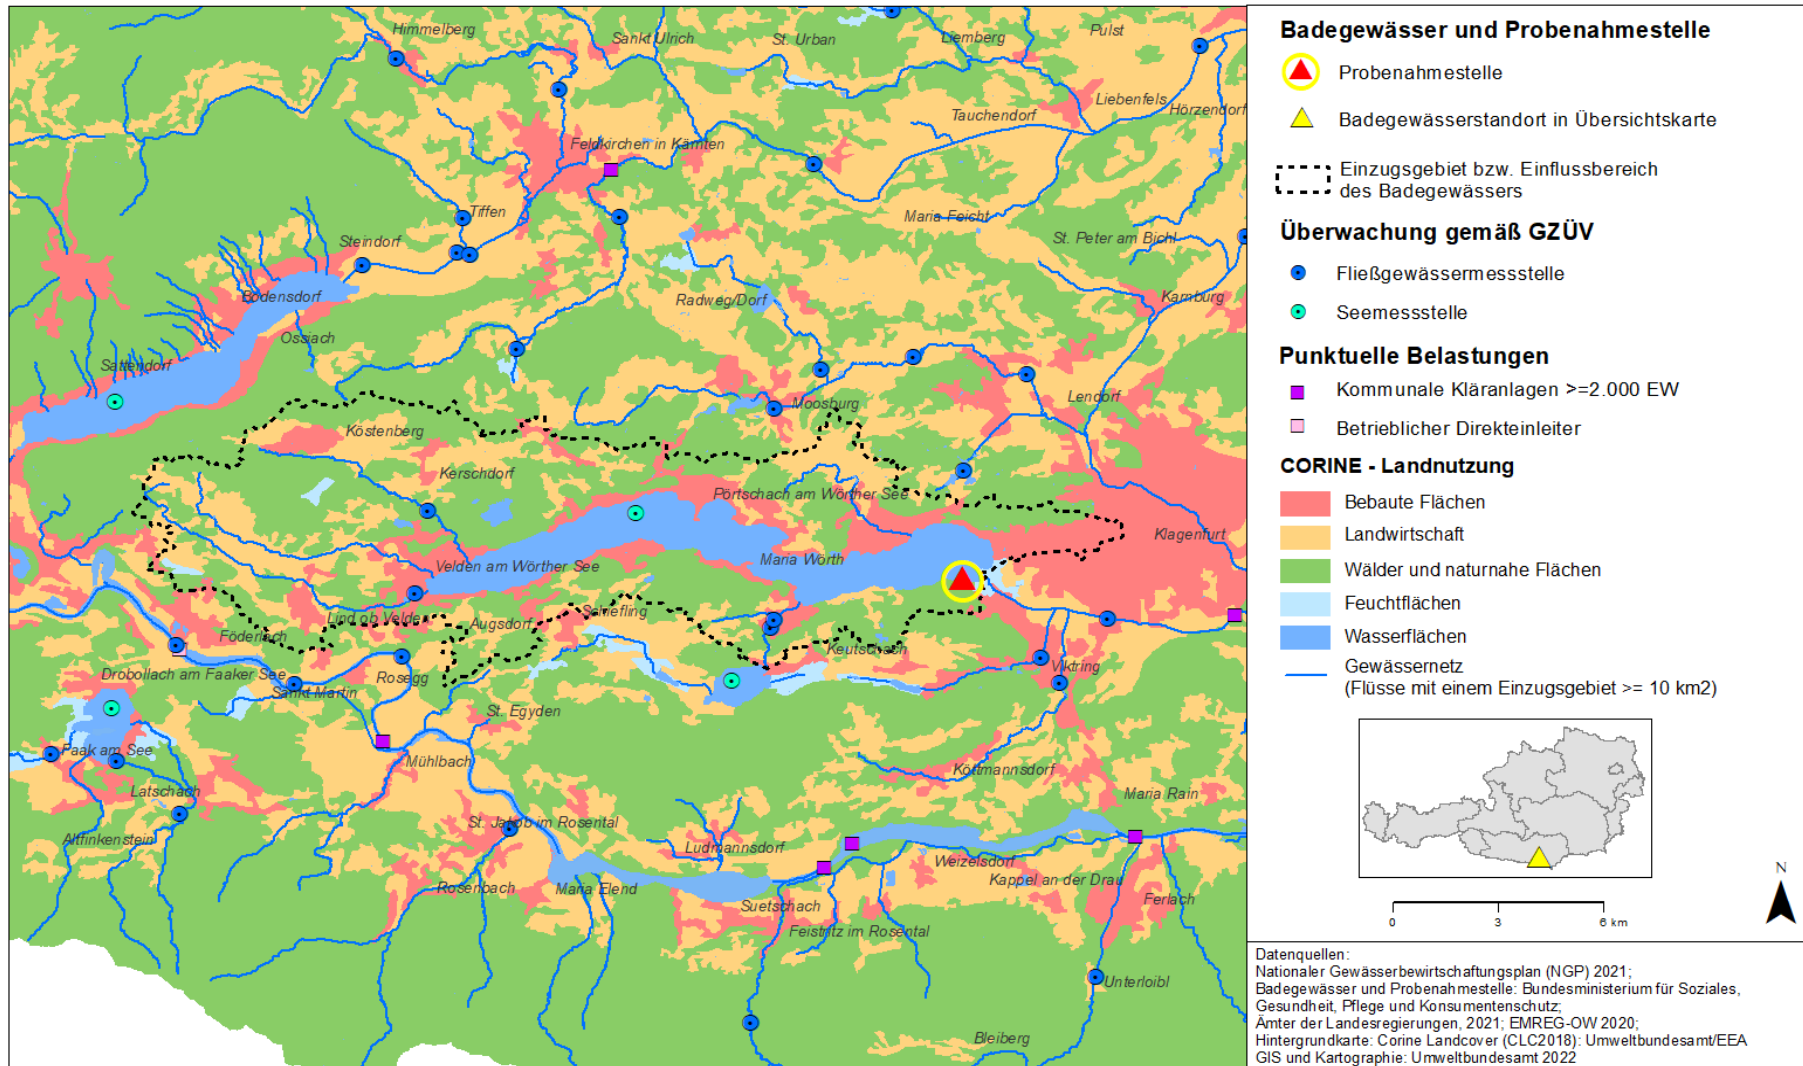 Himmelberg
Sankt Ulrich
St. Urban
Liemberg
Pulst
Liebenfels
Hörzendorf
Tauchendorf
Feldkirchen in Kärnten
Tiffen
Maria Feicht
Steindorf
St. Peter am Bichl
Bodensdorf
Radweg/Dorf
Karnburg
Ossiach
Sattendorf
Lendorf
Moosburg
Köstenberg
Kerschdorf
Pörtschach am Wörther See
Klagenfurt
Maria Wörth
Velden am Wörther See
Schiefling
Lind ob Velden
Augsdorf
Föderlach
Keutschach
Viktring
Drobollach am Faaker See
Rosegg
Sankt Martin
St. Egyden
Faak am See
Mühlbach
Köttmannsdorf
Latschach
Maria Rain
St. Jakob im Rosental
Altfinkenstein
Ludmannsdorf
Weizelsdorf
Rosenbach
Maria Elend
Kappel an der Drau
Ferlach
Suetschach
Feistritz im Rosental
Unterloibl
Bleiberg
Badegewässer und Probenahmestelle
Probenahmestelle
Badegewässerstandort in Übersichtskarte
Einzugsgebiet bzw. Einflussbereich
des Badegewässers
Überwachung gemäß GZÜV
Fließgewässermessstelle
Seemessstelle
Punktuelle Belastungen
Kommunale Kläranlagen >=2.000 EW
Betrieblicher Direkteinleiter
CORINE - Landnutzung
Bebaute Flächen
Landwirtschaft
Wälder und naturnahe Flächen
Feuchtflächen
Wasserflächen
Gewässernetz
(Flüsse mit einem Einzugsgebiet >= 10 km2)
N
0 3 6 km
Datenquellen:
Nationaler Gewässerbewirtschaftungsplan (NGP) 2021;
Badegewässer und Probenahmestelle: Bundesministerium für Soziales,
Gesundheit, Pflege und Konsumentenschutz;
Ämter der Landesregierungen, 2021; EMREG-OW 2020;
Hintergrundkarte: Corine Landcover (CLC2018): Umweltbundesamt/EEA
GIS und Kartographie: Umweltbundesamt 2022